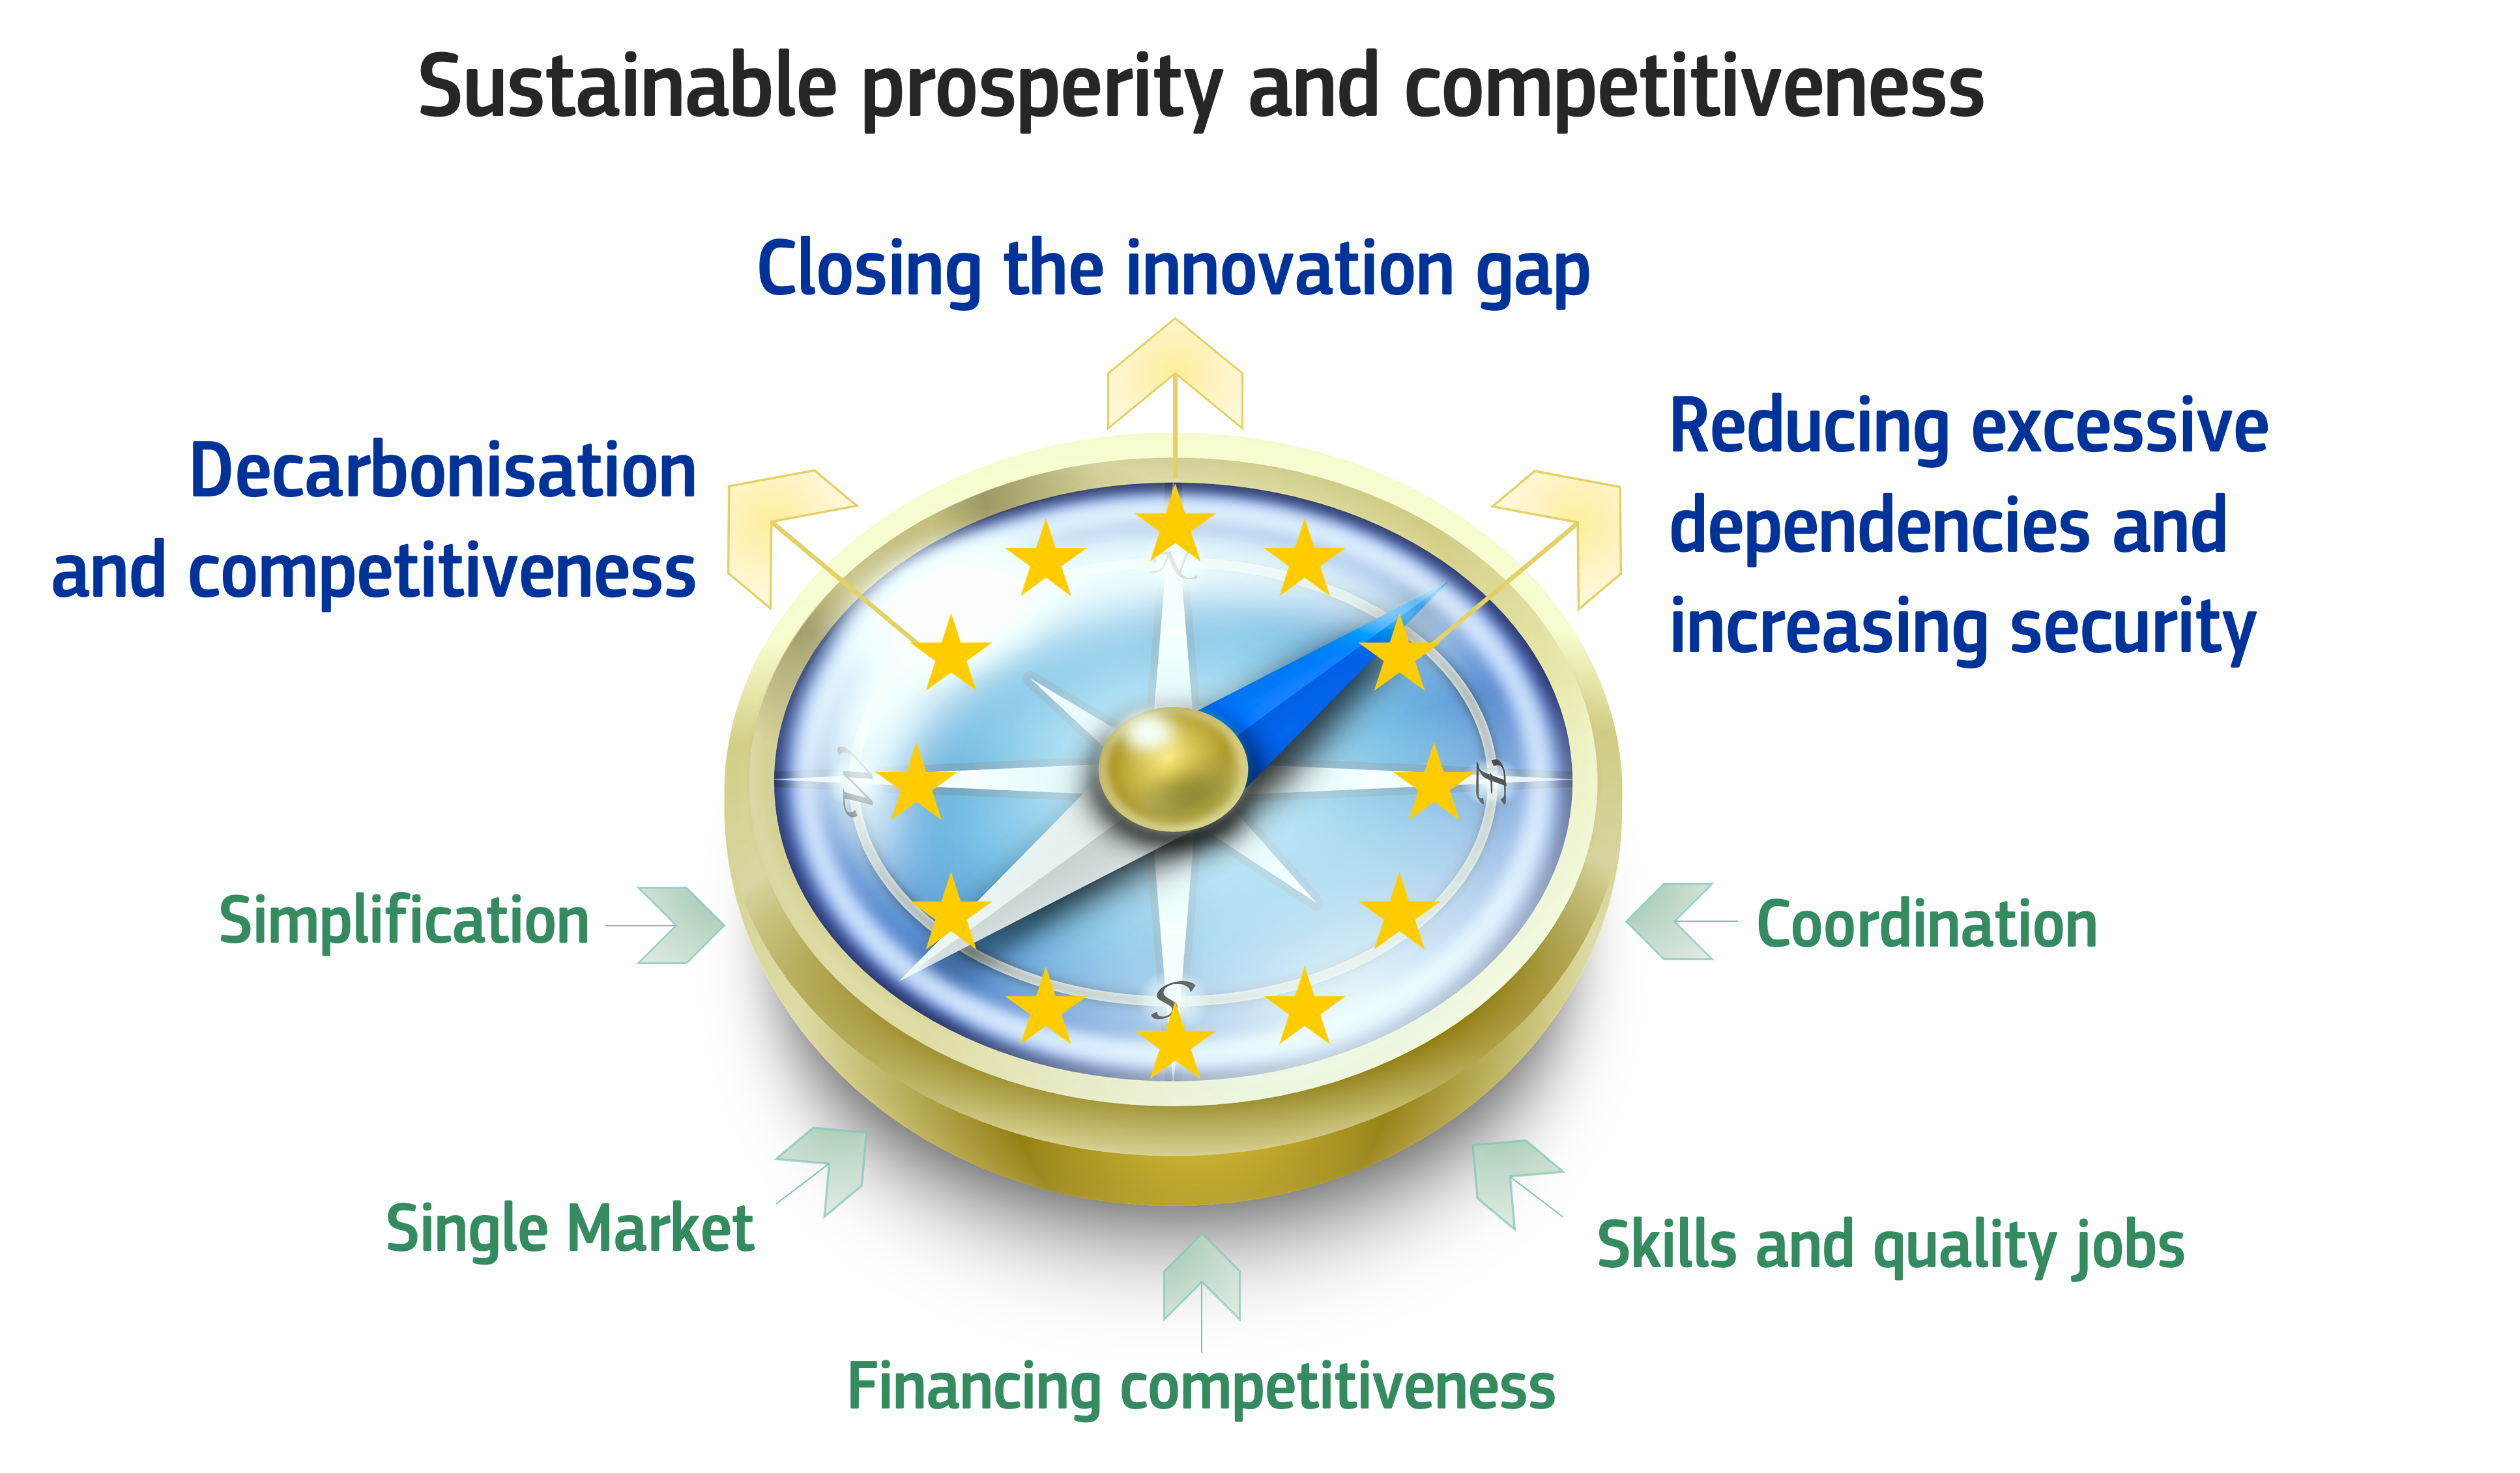 Sustainable prosperity and competitiveness
Closing the innovation gap
Decarbonisation
and competitiveness
Reducing excessive
dependencies and
increasing security
N
W
E
S
Simplification
Coordination
Single Market
Skills and quality jobs
Financing competitiveness